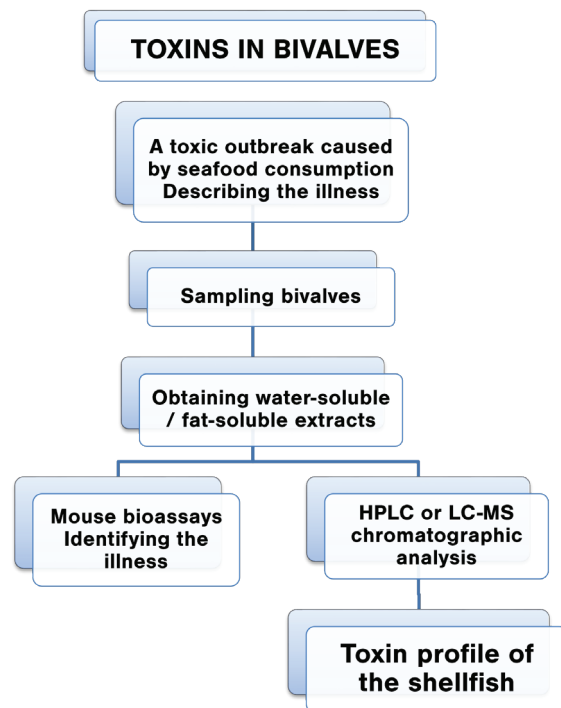 TOXINS IN BIVALVES
A toxic outbreak caused
by seafood consumption
Describing the illness
Sampling bivalves
Obtaining water-soluble
/ fat-soluble extracts
Mouse bioassays
Identifying the
illness
HPLC or LC-MS
chromatographic
analysis
Toxin profile of
the shellfish